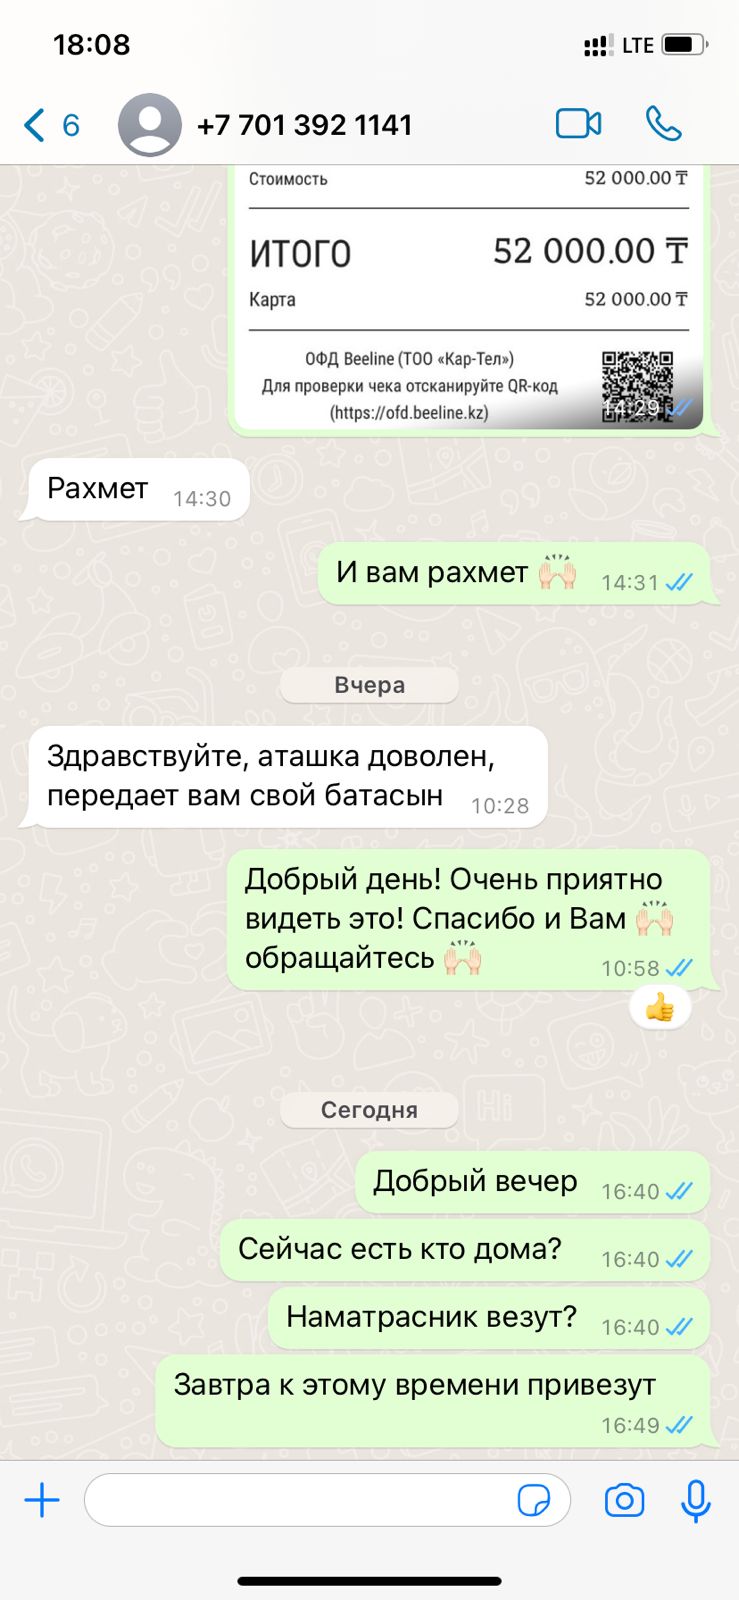 18:08
LTE
6
+7 701 392 1141
Стоимость 52 000.00 ₸
ИТОГО 52 000.00 ₸
Карта 52 000.00 ₸
ОФД Beeline (ТОО «Кар-Тел»)
Для проверки чека отсканируйте QR-код
(https://ofd.beeline.kz)
14:29
Рахмет 14:30
И вам рахмет 🙌🏻 14:31
Вчера
Здравствуйте, аташка доволен,
передает вам свой батасын 10:28
Добрый день! Очень приятно
видеть это! Спасибо и Вам 🙌🏻
обращайтесь 🙌🏻 10:58
👍
Сегодня
Добрый вечер 16:40
Сейчас есть кто дома? 16:40
Наматрасник везут? 16:40
Завтра к этому времени привезут
16:49